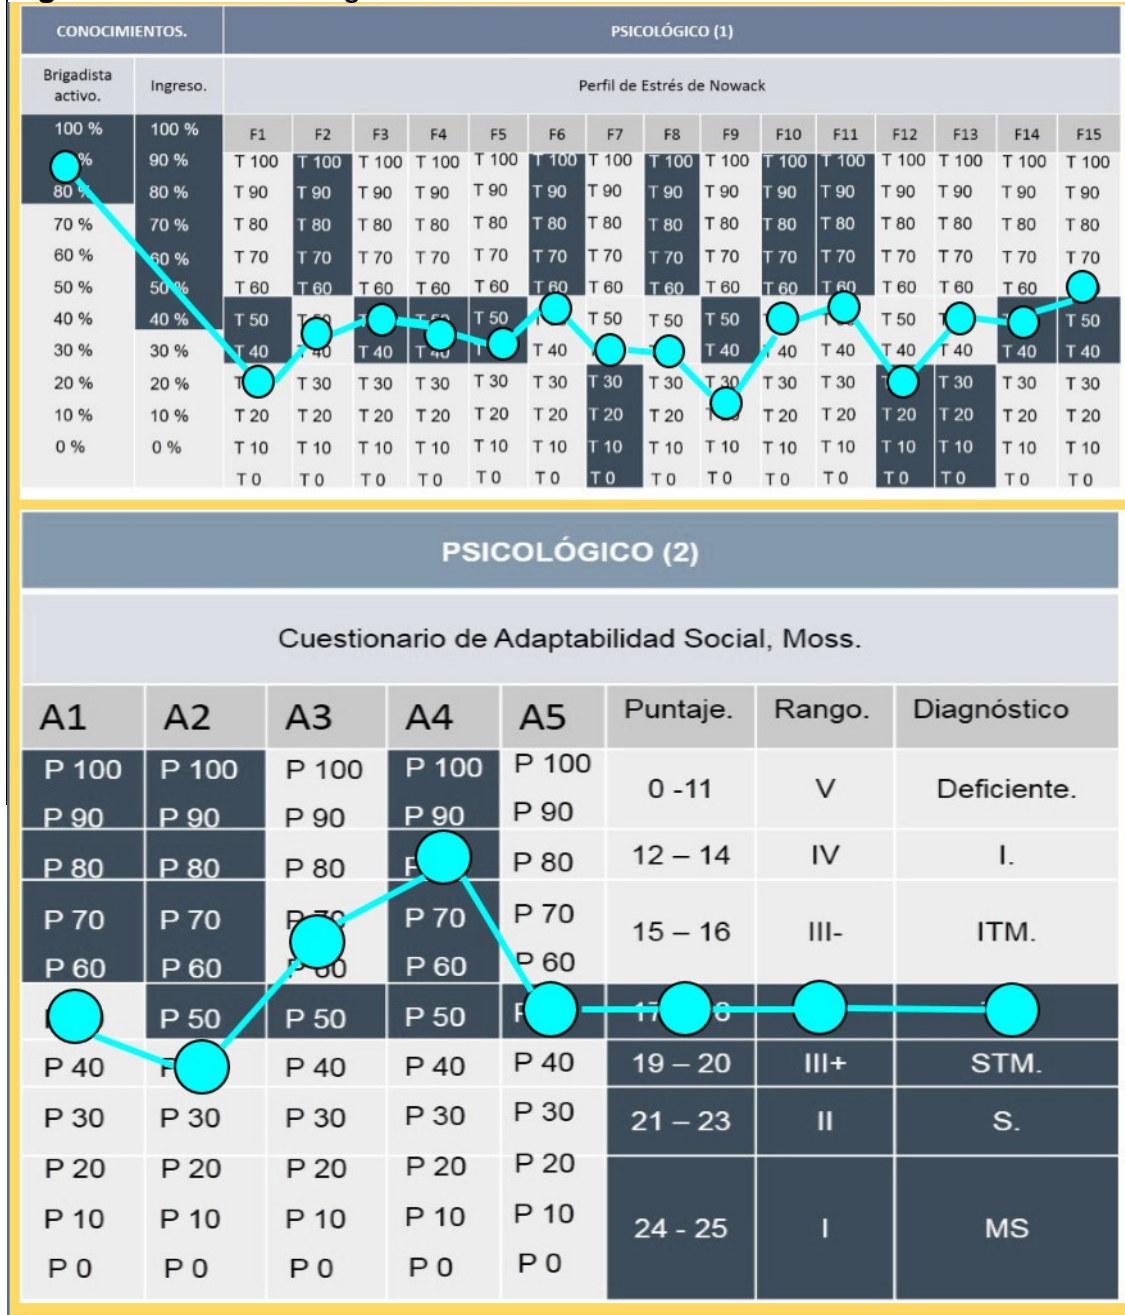 CONOCIMIENTOS. PSICOLÓGICO (1)
Brigadista activo. Ingreso. Perfil de Estrés de Nowack
100 % 100 % F1 F2 F3 F4 F5 F6 F7 F8 F9 F10 F11 F12 F13 F14 F15
% 90 % T 100 T 100 T 100 T 100 T 100 T 100 T 100 T 100 T 100 T 100 T 100 T 100 T 100 T 100 T 100
80 % 80 % T 90 T 90 T 90 T 90 T 90 T 90 T 90 T 90 T 90 T 90 T 90 T 90 T 90 T 90 T 90
70 % 70 % T 80 T 80 T 80 T 80 T 80 T 80 T 80 T 80 T 80 T 80 T 80 T 80 T 80 T 80 T 80
60 % 60 % T 70 T 70 T 70 T 70 T 70 T 70 T 70 T 70 T 70 T 70 T 70 T 70 T 70 T 70 T 70
50 % 50 % T 60 T 60 T 60 T 60 T 60 T 60 T 60 T 60 T 60 T 60 T 60 T 60 T 60 T 60
40 % 40 % T 50 T 50 T 50 T 50 T 50 T 50 T 50
30 % 30 % T 40 40 T 40 T 40 T 40 T 40 40 T 40 T 40 T 40 T 40 T 40
20 % 20 % T 30 T 30 T 30 T 30 T 30 T 30 T 30 T 30 T 30 T 30 T 30 T 30 T 30
10 % 10 % T 20 T 20 T 20 T 20 T 20 T 20 T 20 T 20 T 20 T 20 T 20 T 20 T 20 T 20
0 % 0 % T 10 T 10 T 10 T 10 T 10 T 10 T 10 T 10 T 10 T 10 T 10 T 10 T 10 T 10 T 10
T 0 T 0 T 0 T 0 T 0 T 0 T 0 T 0 T 0 T 0 T 0 T 0 T 0 T 0 T 0
PSICOLÓGICO (2)
Cuestionario de Adaptabilidad Social, Moss.
A1 A2 A3 A4 A5 Puntaje. Rango. Diagnóstico
P 100 P 100 P 100 P 100 P 100
0 -11 V Deficiente.
P 90 P 90 P 90 P 90 P 90
P 80 P 80 P 80 P 80 12 – 14 IV I.
P 70 P 70 P 70 P 70 P 70
15 – 16 III- ITM.
P 60 P 60 P 60 P 60 P 60
P 50 P 50 P 50
P 40 P 40 P 40 P 40 19 – 20 III+ STM.
P 30 P 30 P 30 P 30 P 30 21 – 23 II S.
P 20 P 20 P 20 P 20 P 20
P 10 P 10 P 10 P 10 P 10 24 - 25 I MS
P 0 P 0 P 0 P 0 P 0